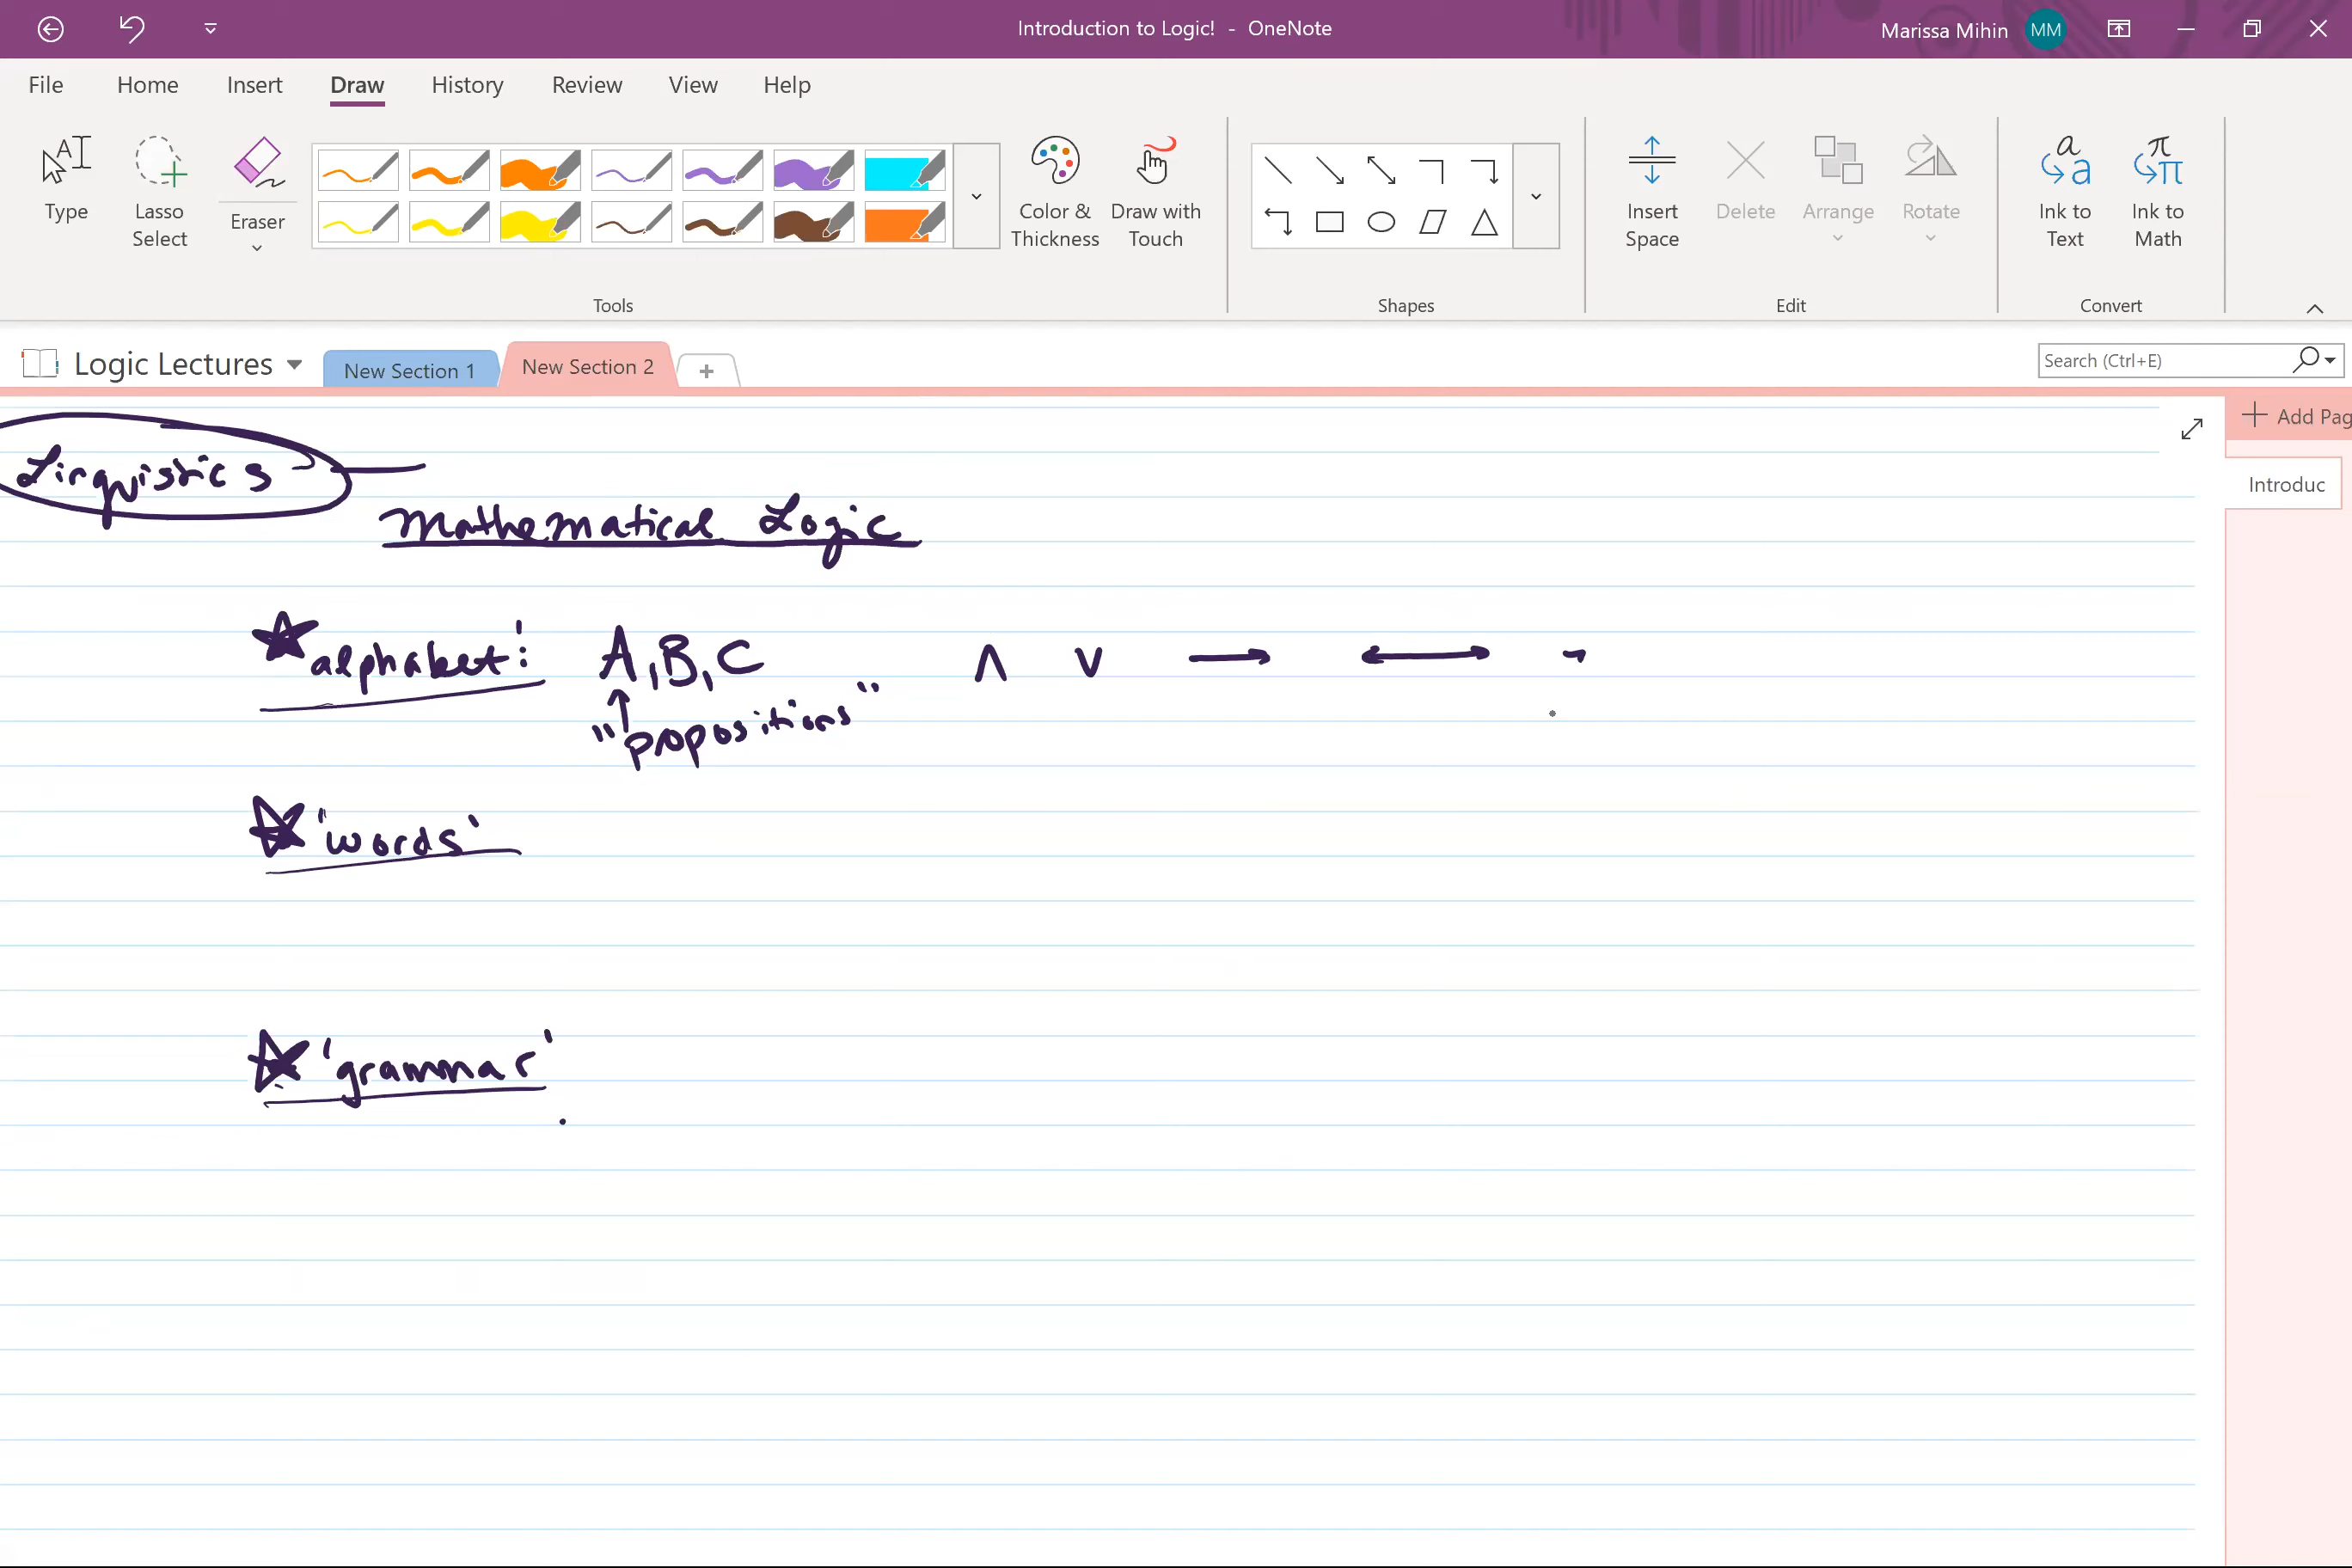 Introduction to Logic! - OneNote
Marissa Mihin MM
File Home Insert Draw History Review View Help
Type
Lasso Select
Eraser
Color & Thickness
Draw with Touch
Insert Space
Delete
Arrange
Rotate
Ink to Text
Ink to Math
Tools
Shapes
Edit
Convert
Logic Lectures
New Section 1
New Section 2
Search (Ctrl+E)
Add Pag
Introduc
Linguistics
Mathematical Logic
alphabet: A, B, C ∧ ∨ → ↔ ¬
"propositions"
'words'
'grammar'